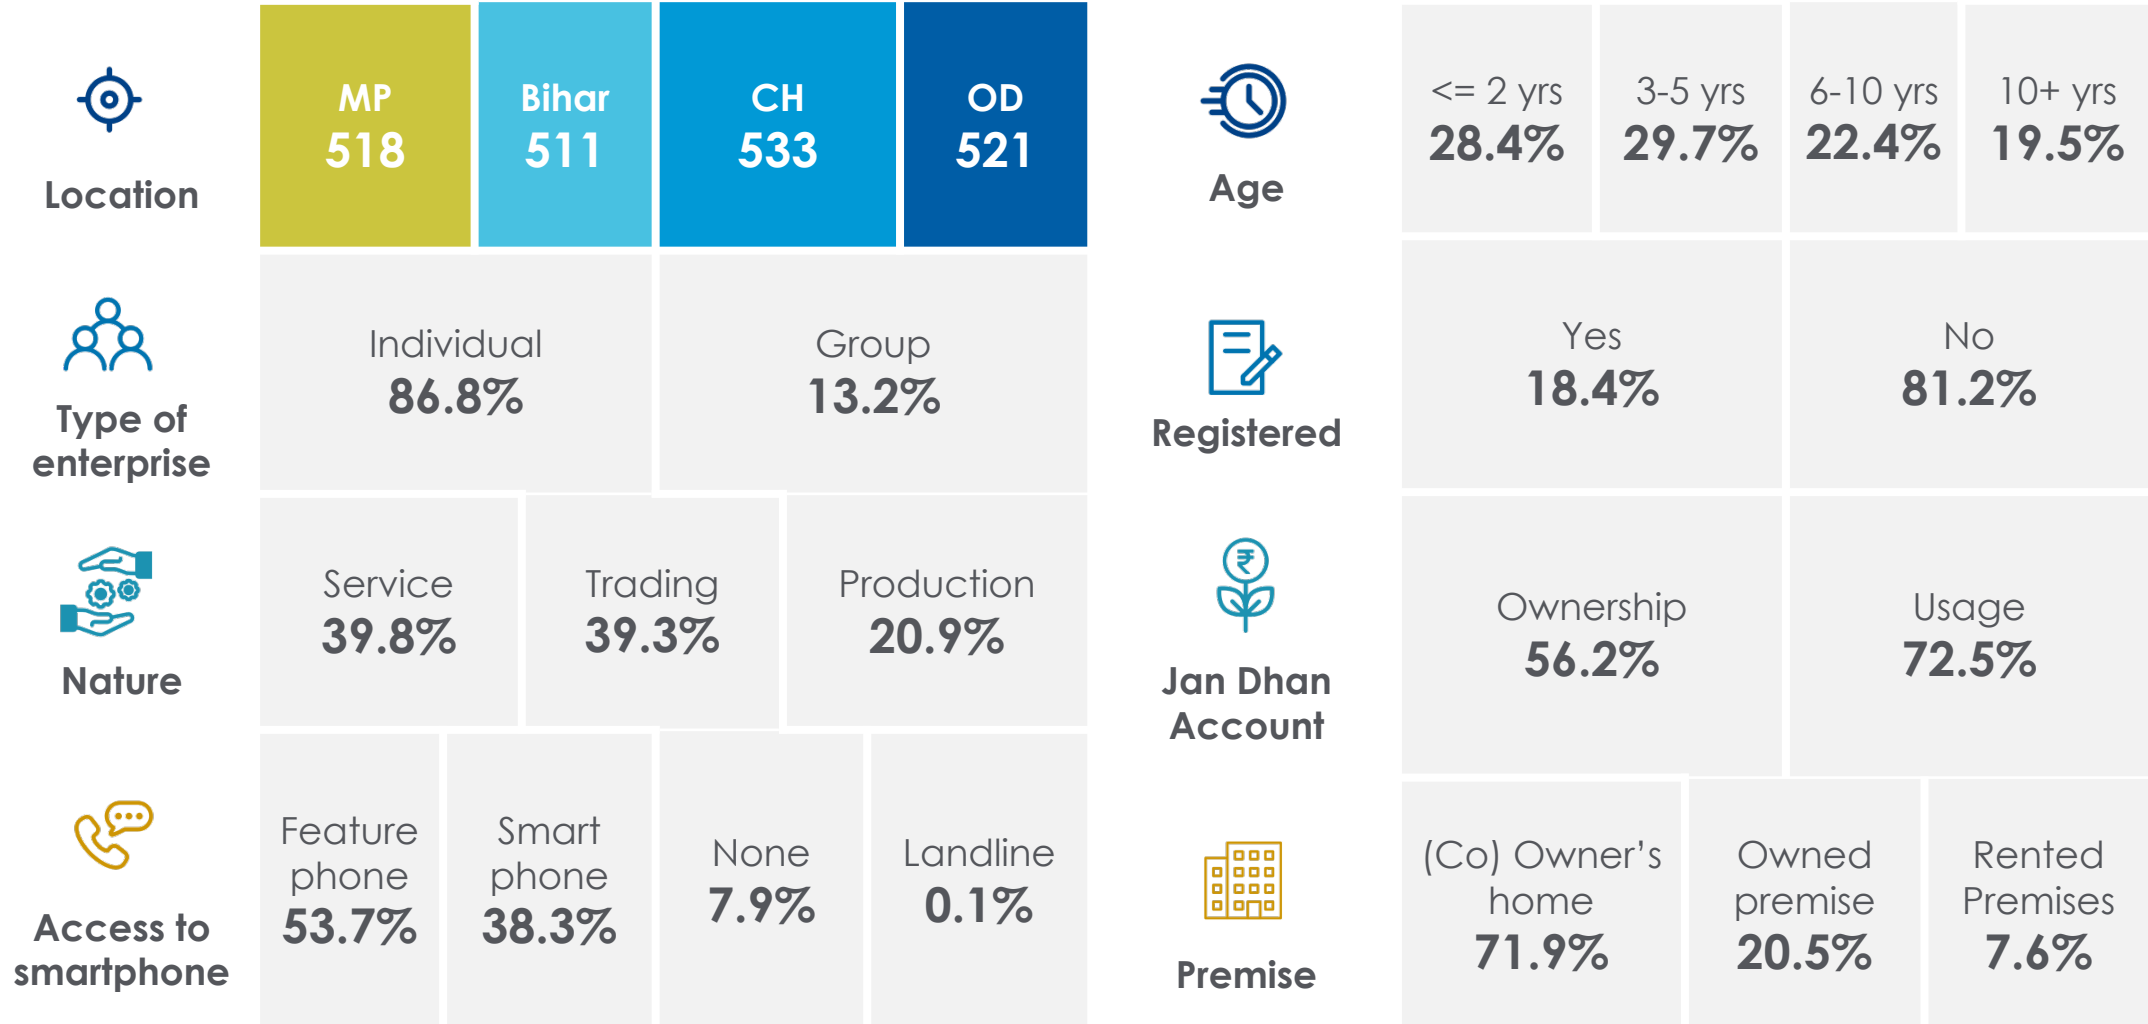 Location
MP
518
Bihar
511
CH
533
OD
521
Type of
enterprise
Individual
86.8%
Group
13.2%
Nature
Service
39.8%
Trading
39.3%
Production
20.9%
Access to
smartphone
Feature
phone
53.7%
Smart
phone
38.3%
None
7.9%
Landline
0.1%
Age
<= 2 yrs
28.4%
3-5 yrs
29.7%
6-10 yrs
22.4%
10+ yrs
19.5%
Registered
Yes
18.4%
No
81.2%
₹
Jan Dhan
Account
Ownership
56.2%
Usage
72.5%
Premise
(Co) Owner’s
home
71.9%
Owned
premise
20.5%
Rented
Premises
7.6%